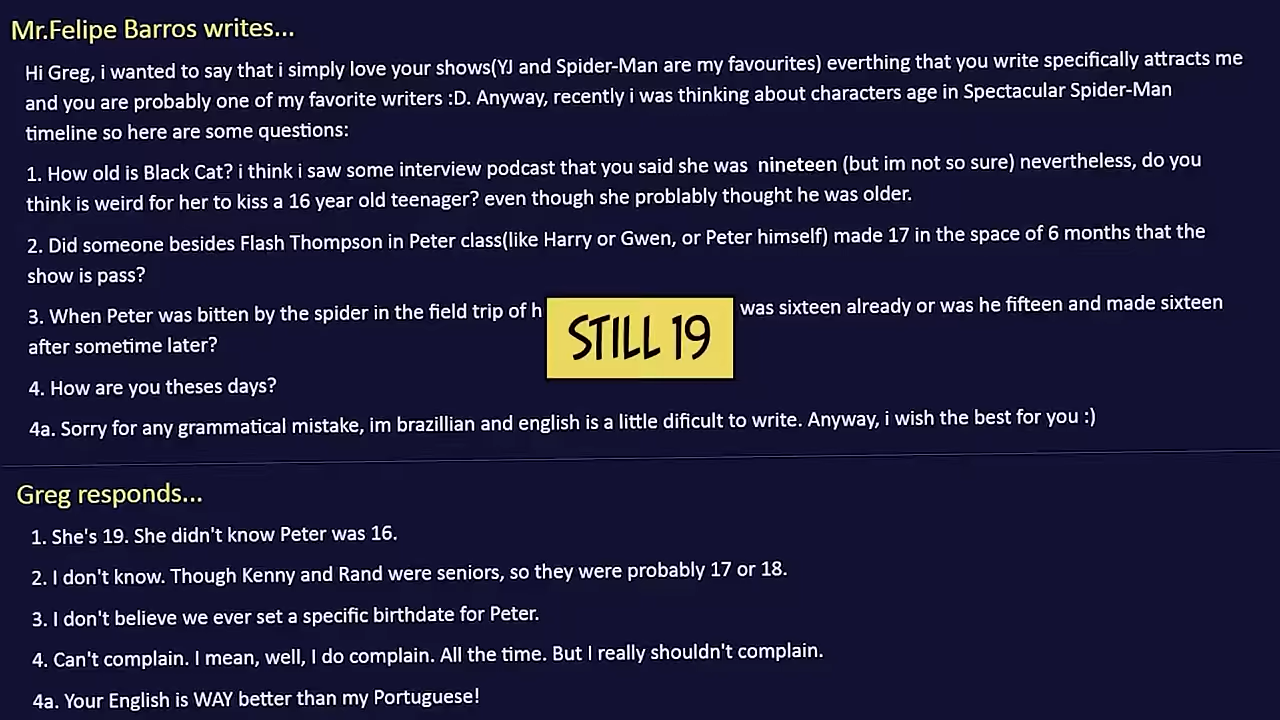 Mr.Felipe Barros writes...
Hi Greg, i wanted to say that i simply love your shows(YJ and Spider-Man are my favourites) everthing that you write specifically attracts me
and you are probably one of my favorite writers :D. Anyway, recently i was thinking about characters age in Spectacular Spider-Man
timeline so here are some questions:
1. How old is Black Cat? i think i saw some interview podcast that you said she was nineteen (but im not so sure) nevertheless, do you
think is weird for her to kiss a 16 year old teenager? even though she problably thought he was older.
2. Did someone besides Flash Thompson in Peter class(like Harry or Gwen, or Peter himself) made 17 in the space of 6 months that the
show is pass?
3. When Peter was bitten by the spider in the field trip of h was sixteen already or was he fifteen and made sixteen
STILL 19
after sometime later?
4. How are you theses days?
4a. Sorry for any grammatical mistake, im brazillian and english is a little dificult to write. Anyway, i wish the best for you :)
Greg responds...
1. She's 19. She didn't know Peter was 16.
2. I don't know. Though Kenny and Rand were seniors, so they were probably 17 or 18.
3. I don't believe we ever set a specific birthdate for Peter.
4. Can't complain. I mean, well, I do complain. All the time. But I really shouldn't complain.
4a. Your English is WAY better than my Portuguese!